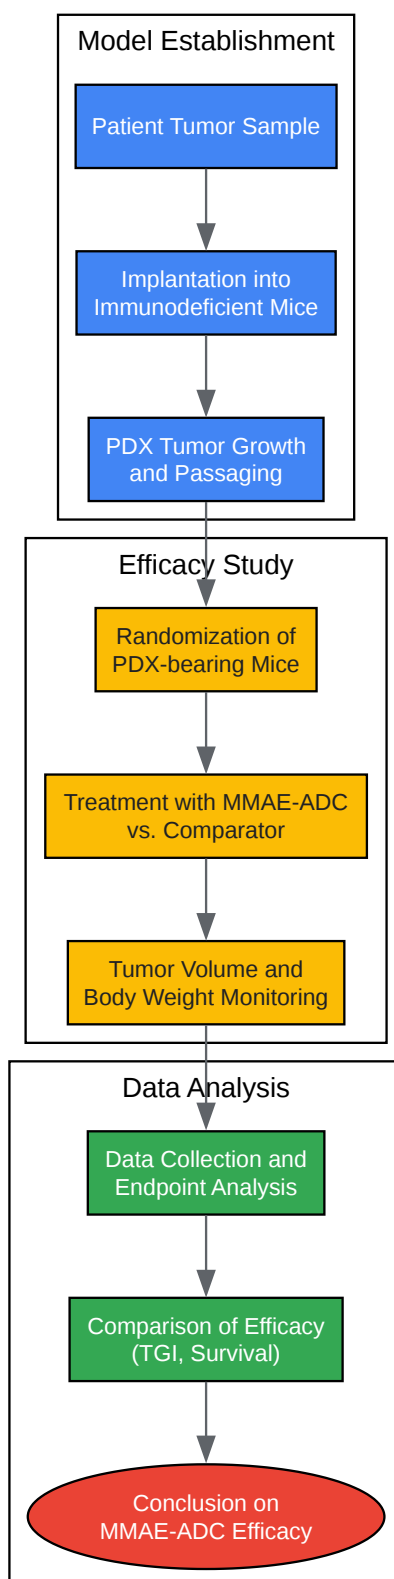 Model Establishment
Patient Tumor Sample
Implantation into
Immunodeficient Mice
PDX Tumor Growth
and Passaging
Efficacy Study
Randomization of
PDX-bearing Mice
Treatment with MMAE-ADC
vs. Comparator
Tumor Volume and
Body Weight Monitoring
Data Analysis
Data Collection and
Endpoint Analysis
Comparison of Efficacy
(TGI, Survival)
Conclusion on
MMAE-ADC Efficacy